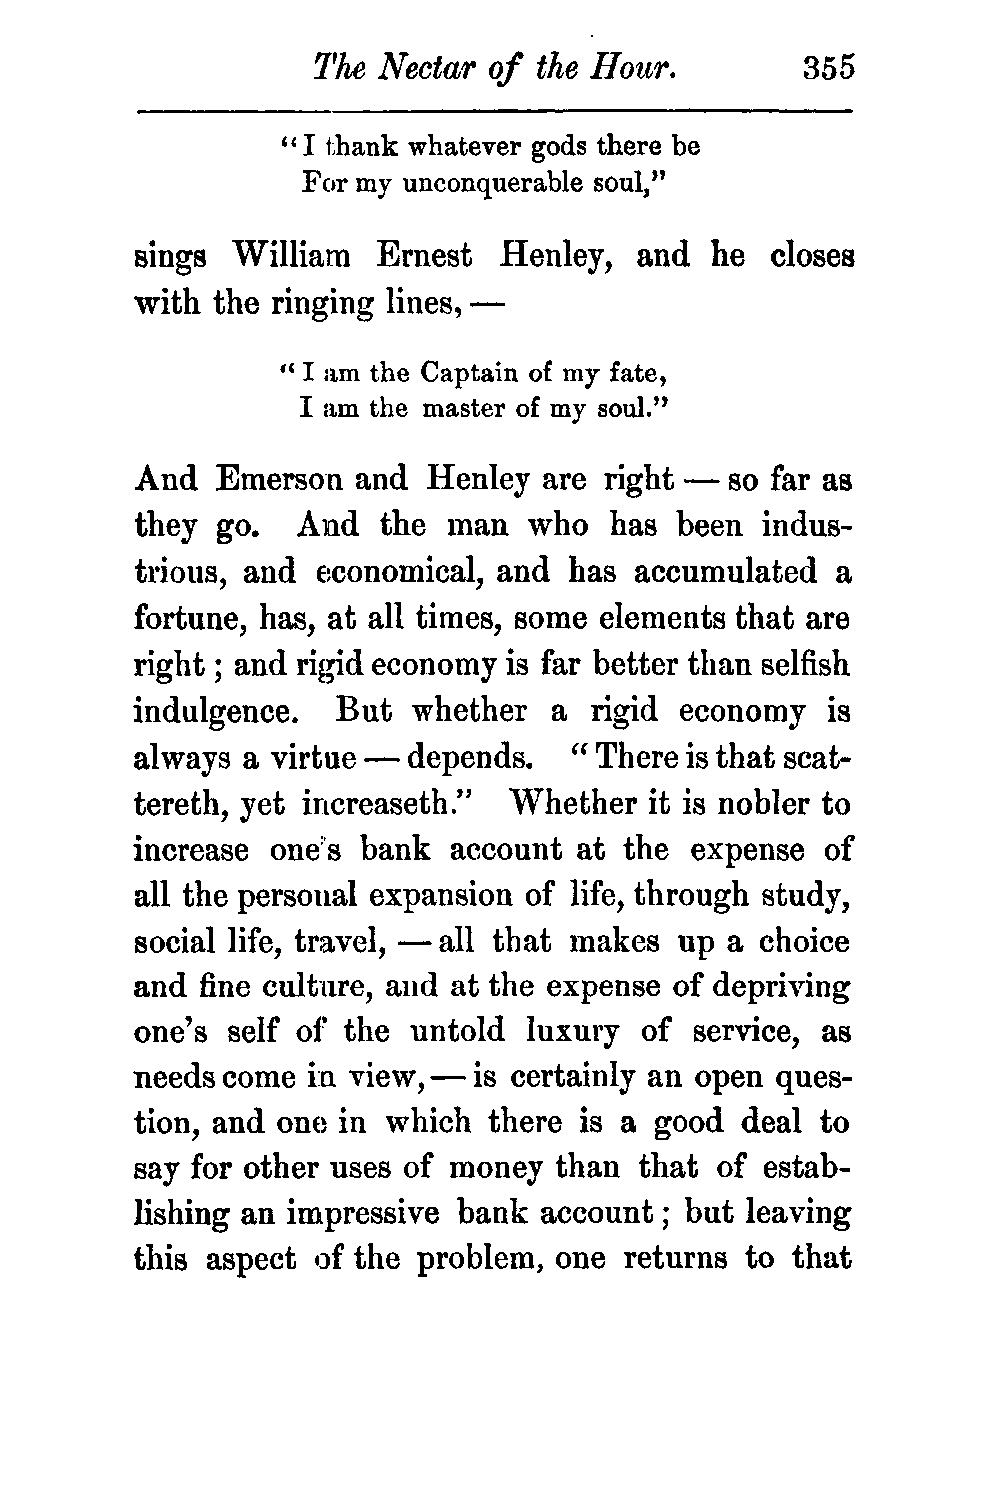 The Nectar of the Hour. 355
"I thank whatever gods there be
For my unconquerable soul,"
sings William Ernest Henley, and he closes
with the ringing lines, —
"I am the Captain of my fate,
I am the master of my soul."
And Emerson and Henley are right — so far as
they go. And the man who has been indus-
trious, and economical, and has accumulated a
fortune, has, at all times, some elements that are
right; and rigid economy is far better than selfish
indulgence. But whether a rigid economy is
always a virtue — depends. "There is that scat-
tereth, yet increaseth." Whether it is nobler to
increase one's bank account at the expense of
all the personal expansion of life, through study,
social life, travel, — all that makes up a choice
and fine culture, and at the expense of depriving
one's self of the untold luxury of service, as
needs come in view, — is certainly an open ques-
tion, and one in which there is a good deal to
say for other uses of money than that of estab-
lishing an impressive bank account; but leaving
this aspect of the problem, one returns to that